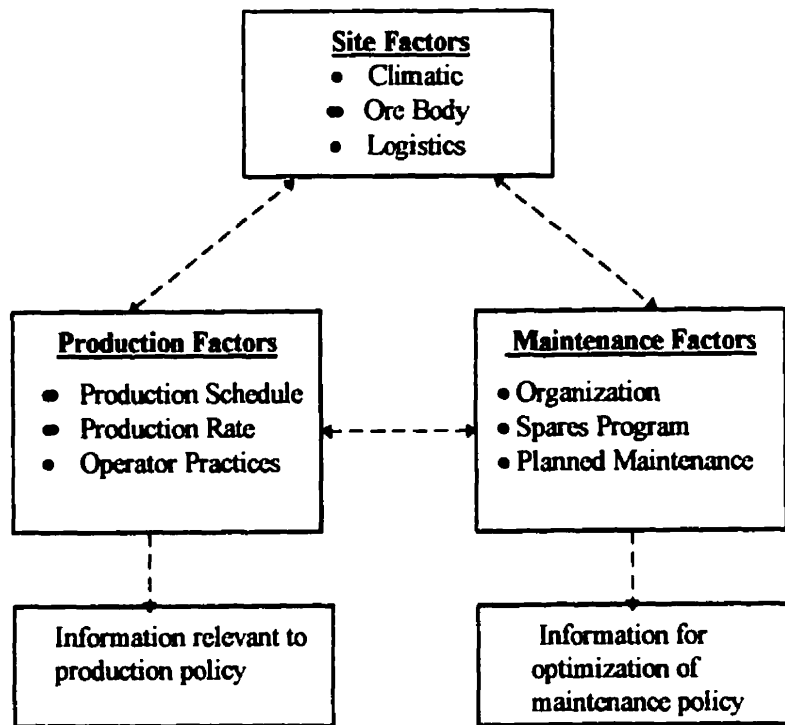 Site Factors
• Climatic
• Ore Body
• Logistics
Production Factors
• Production Schedule
• Production Rate
• Operator Practices
Maintenance Factors
• Organization
• Spares Program
• Planned Maintenance
Information relevant to
production policy
Information for
optimization of
maintenance policy